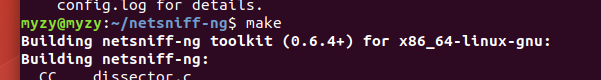 config.log for details.
myzy@myzy:~/netsniff-ng$ make
Building netsniff-ng toolkit (0.6.4+) for x86_64-linux-gnu:
Building netsniff-ng:
CC dissector.c